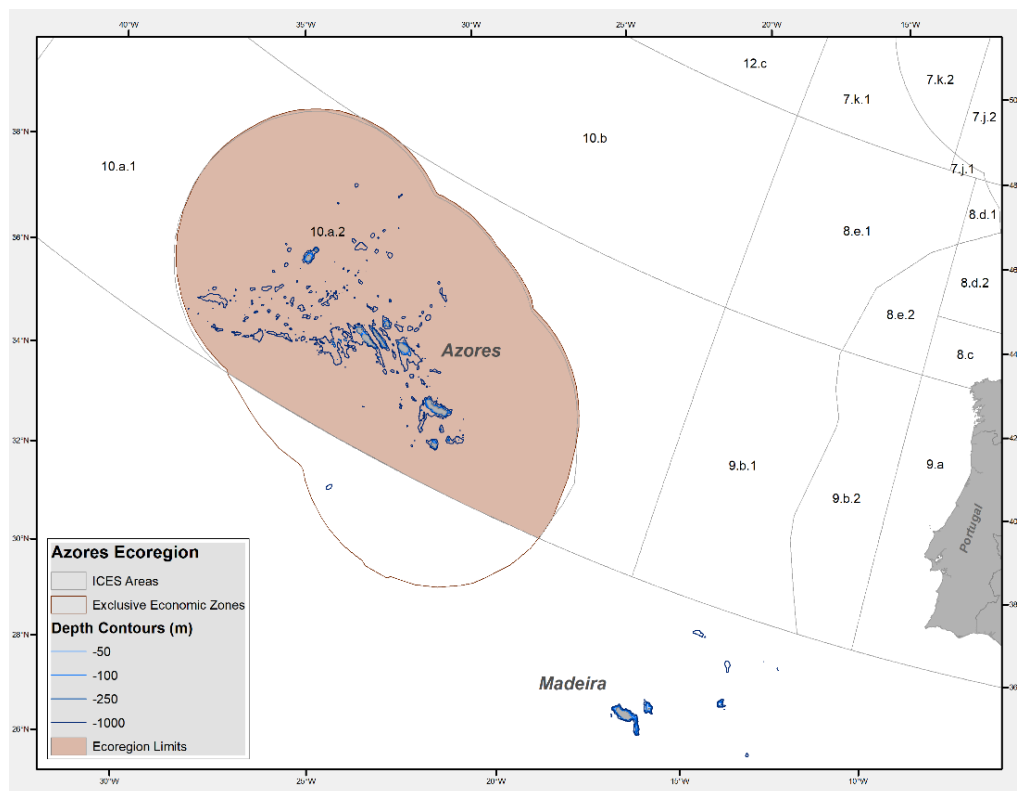 40°W 35°W 30°W 25°W 20°W 15°W
12.c
7.k.2
7.k.1
50
7.j.2
38°N
10.b
10.a.1
7.j.1
48
8.d.1
10.a.2
8.e.1
36°N
46
8.d.2
8.e.2
34°N
Azores
8.c
44
32°N
42
9.b.1
9.a
9.b.2
Portugal
40
30°N
Azores Ecoregion
ICES Areas
Exclusive Economic Zones
38
Depth Contours (m)
28°N
-50
-100
Madeira
36
-250
-1000
26°N
Ecoregion Limits
30°W 25°W 20°W 15°W 10°W